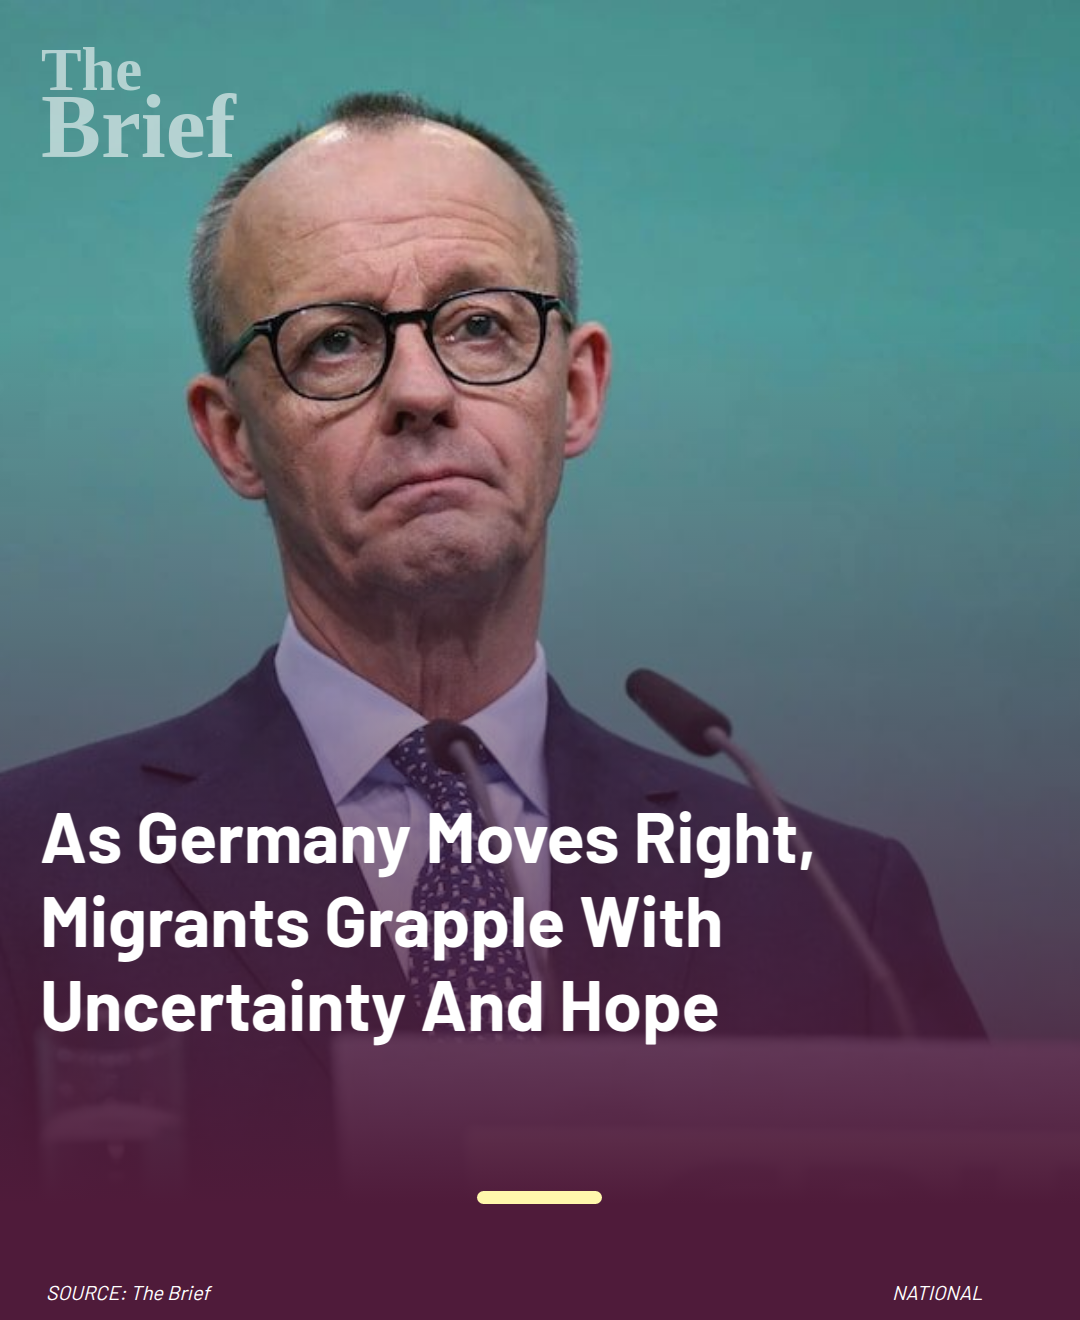 The
Brief
As Germany Moves Right,
Migrants Grapple With
Uncertainty And Hope
SOURCE: The Brief
NATIONAL